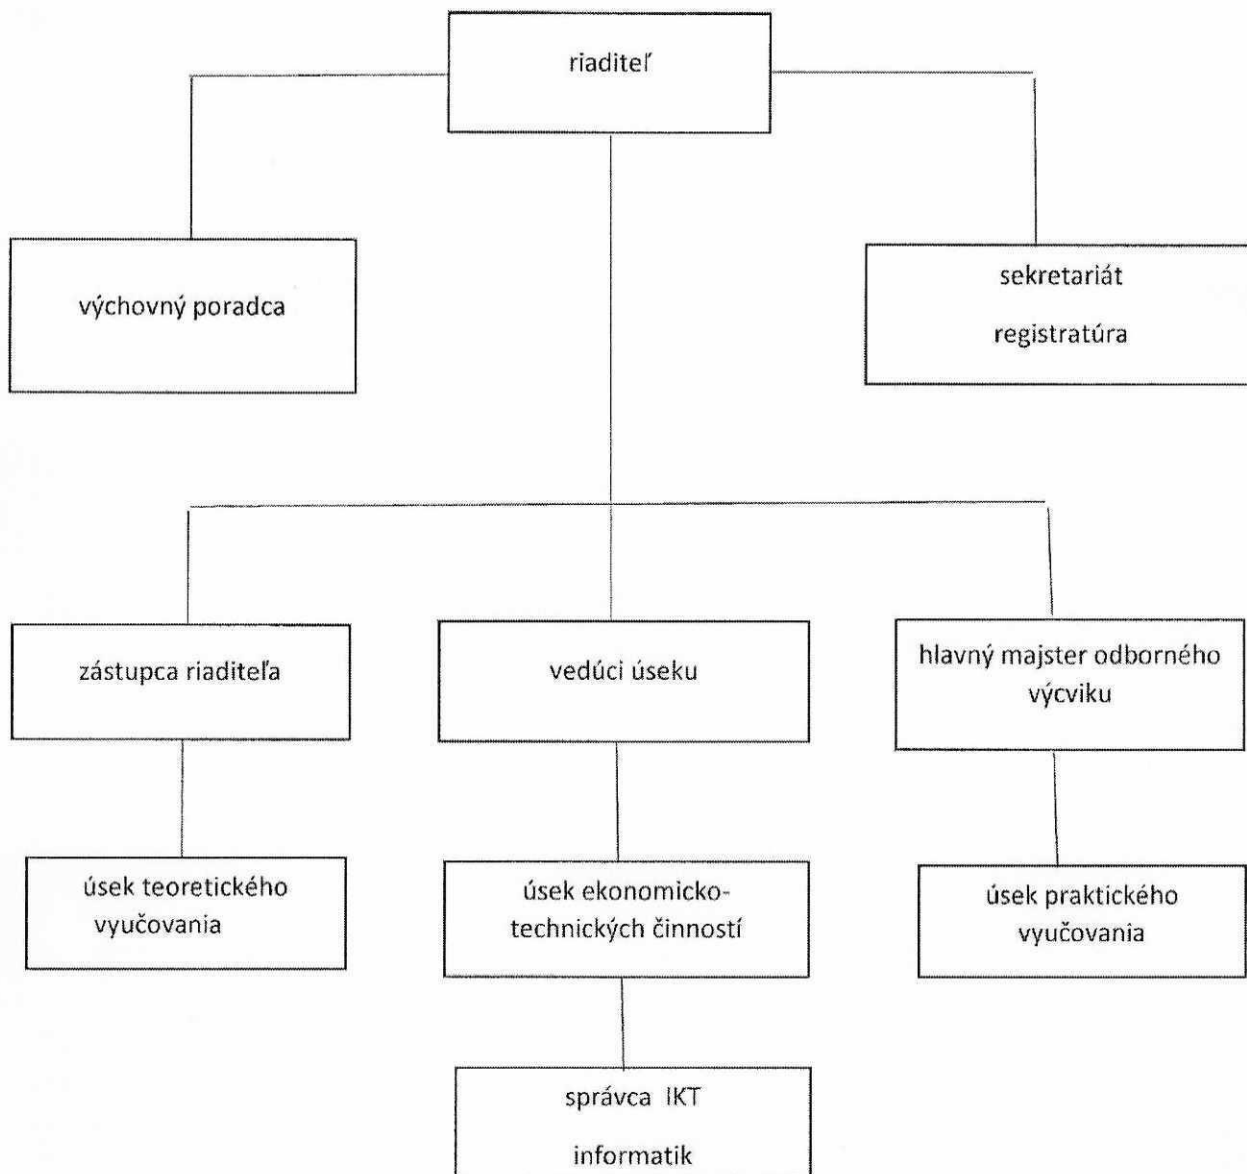 riaditeľ
výchovný poradca
sekretariát
registratúra
zástupca riaditeľa
vedúci úseku
hlavný majster odborného
výcviku
úsek teoretického
vyučovania
úsek ekonomicko-
technických činností
úsek praktického
vyučovania
správca IKT
informatik